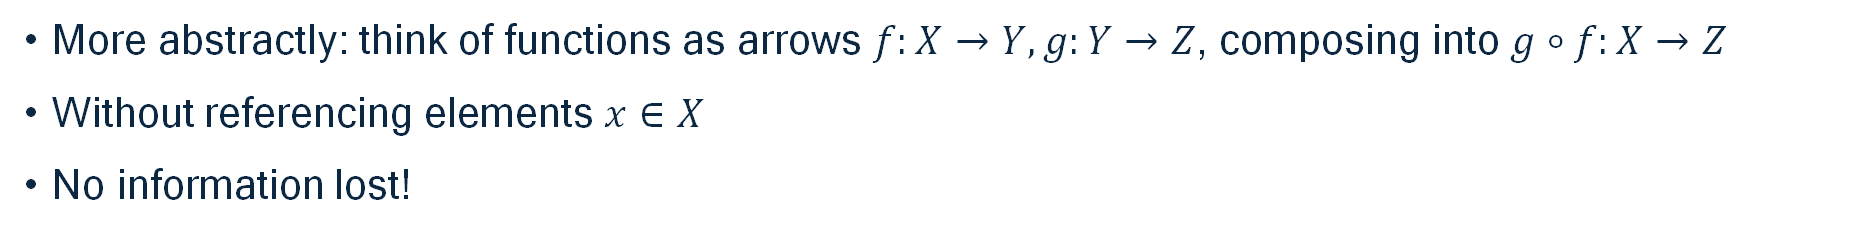 • More abstractly: think of functions as arrows 𝑓: 𝑋 → 𝑌, 𝑔: 𝑌 → 𝑍, composing into 𝑔 ∘ 𝑓: 𝑋 → 𝑍
• Without referencing elements 𝑥 ∈ 𝑋
• No information lost!